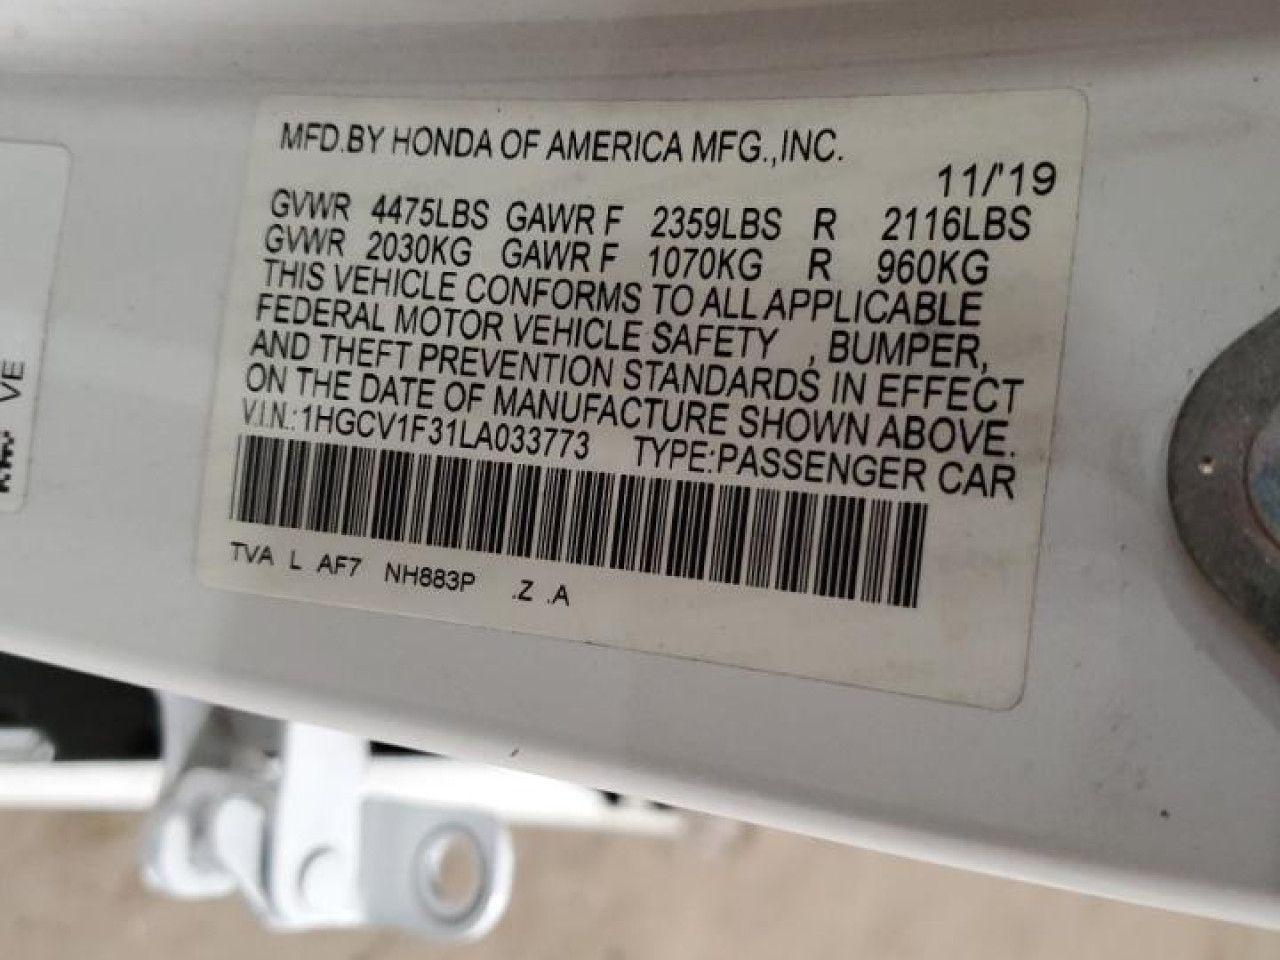 MFD.BY HONDA OF AMERICA MFG.,INC.
11/'19
GVWR 4475LBS GAWR F 2359LBS R 2116LBS
GVWR 2030KG GAWR F 1070KG R 960KG
THIS VEHICLE CONFORMS TO ALL APPLICABLE
FEDERAL MOTOR VEHICLE SAFETY , BUMPER,
AND THEFT PREVENTION STANDARDS IN EFFECT
ON THE DATE OF MANUFACTURE SHOWN ABOVE.
V.I.N.:1HGCV1F31LA033773 TYPE:PASSENGER CAR
TVA L AF7 NH883P .Z .A
VE